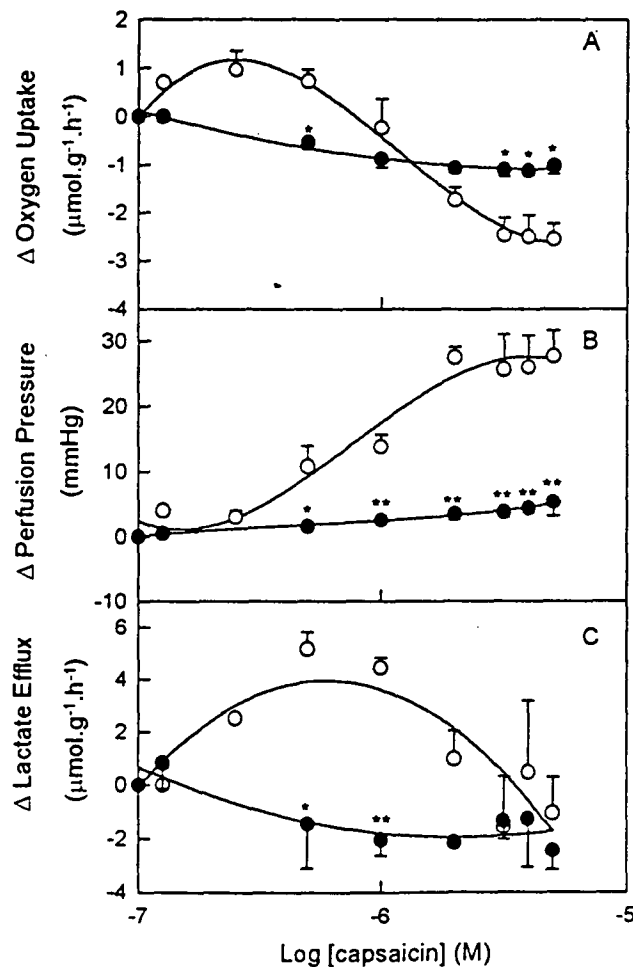 A
Δ Oxygen Uptake
(µmol.g⁻¹.h⁻¹)
2
1
0
-1
-2
-3
-4
*
* * *
B
Δ Perfusion Pressure
(mmHg)
30
20
10
0
-10
*
**
**
**
**
**
C
Δ Lactate Efflux
(µmol.g⁻¹.h⁻¹)
6
4
2
0
-2
-4
*
**
-7
-6
-5
Log [capsaicin] (M)